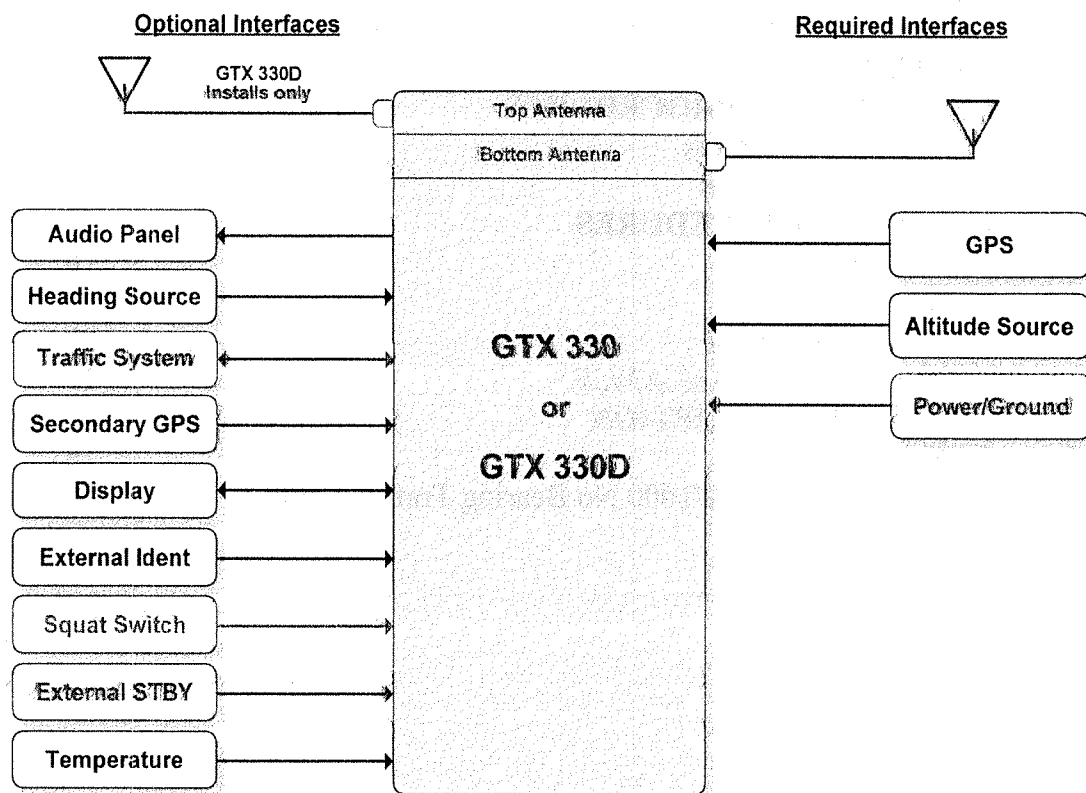 Optional Interfaces
Required Interfaces
GTX 330D
Installs only
Top Antenna
Bottom Antenna
Audio Panel
Heading Source
Traffic System
Secondary GPS
Display
External Ident
Squat Switch
External STBY
Temperature
GTX 330
or
GTX 330D
GPS
Altitude Source
Power/Ground